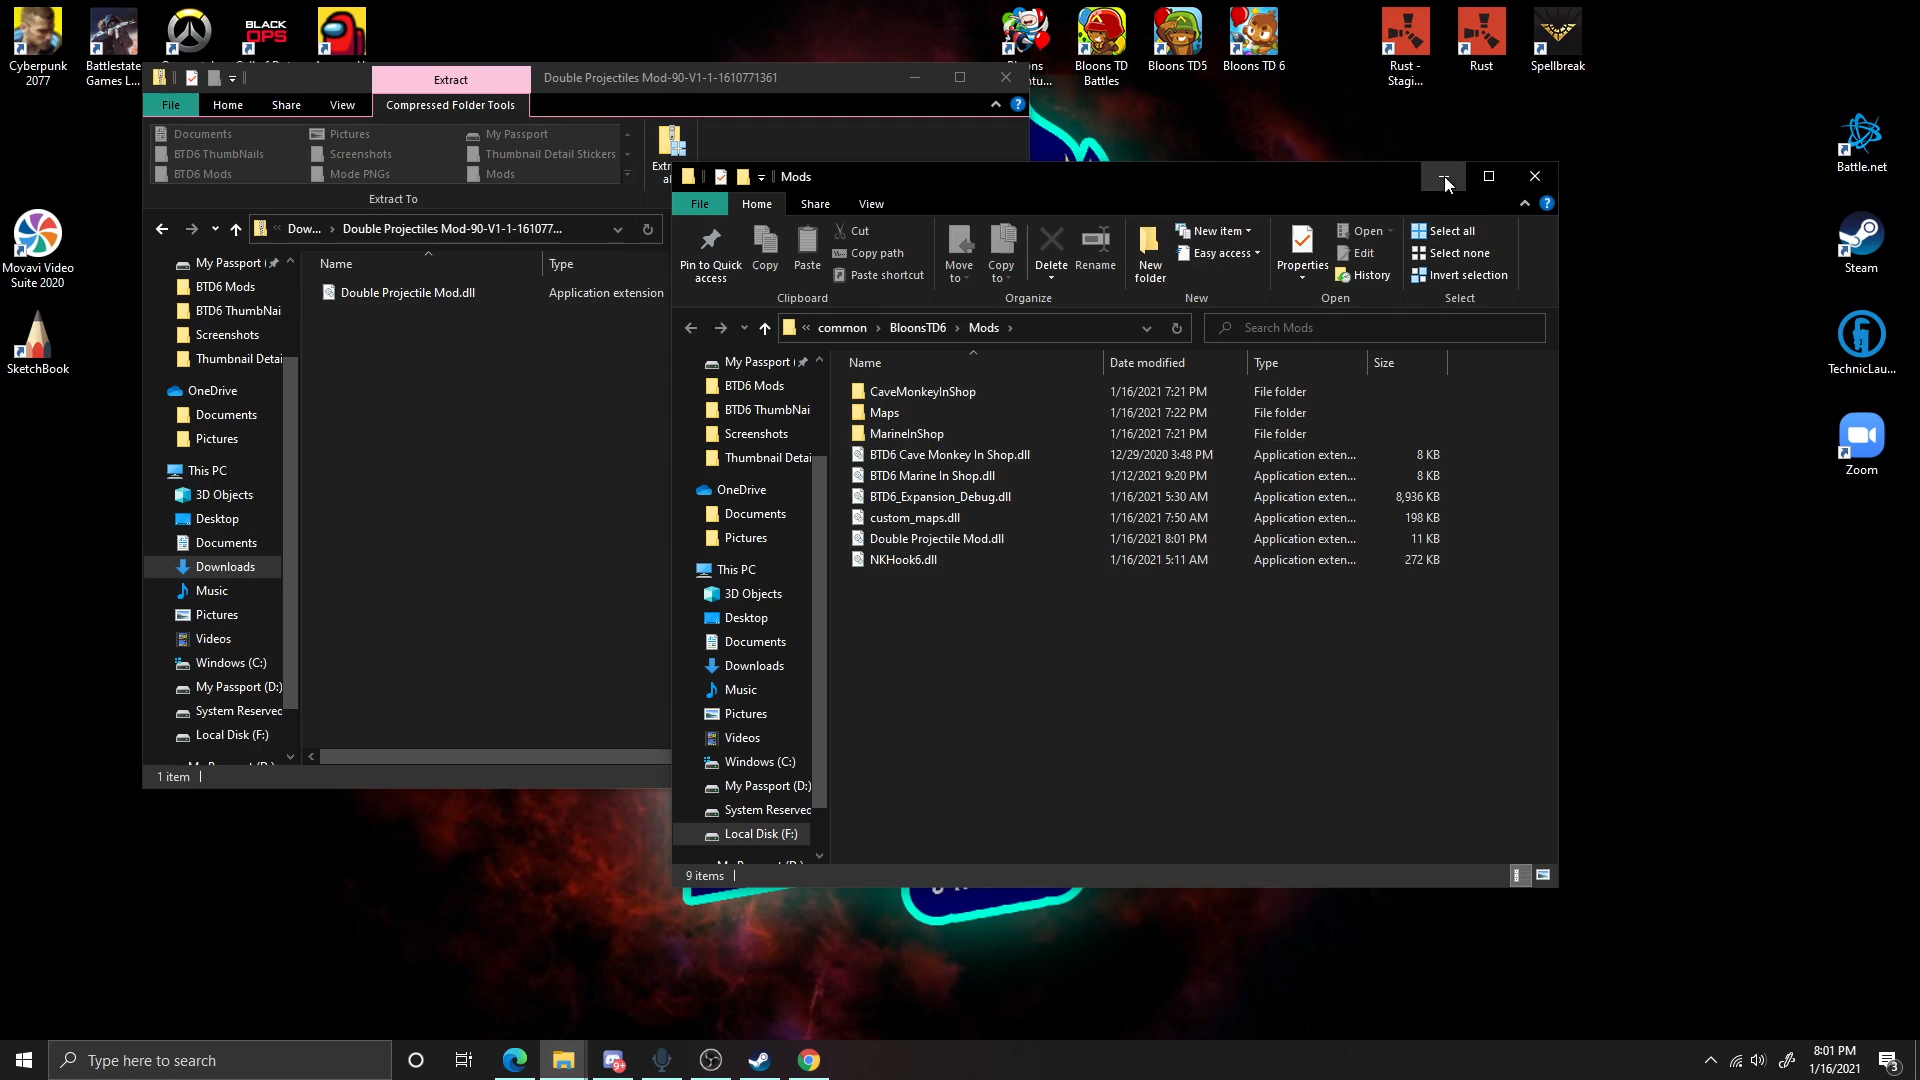 Cyberpunk
2077
Battlestate
Games L...
BLACK
OPS
Bloons TD
Battles
Bloons TD5
Bloons TD 6
Rust -
Stagi...
Rust
Spellbreak
Battle.net
Steam
TechnicLau...
Zoom
Movavi Video
Suite 2020
SketchBook
Extract
Double Projectiles Mod-90-V1-1-1610771361
File
Home
Share
View
Compressed Folder Tools
Documents
Pictures
My Passport
BTD6 ThumbNails
Screenshots
Thumbnail Detail Stickers
BTD6 Mods
Mode PNGs
Mods
Extract To
Dow...
Double Projectiles Mod-90-V1-1-161077...
Name
Type
Double Projectile Mod.dll
Application extension
My Passport
BTD6 Mods
BTD6 ThumbNai
Screenshots
Thumbnail Detai
OneDrive
Documents
Pictures
This PC
3D Objects
Desktop
Documents
Downloads
Music
Pictures
Videos
Windows (C:)
My Passport (D:)
System Reserved
Local Disk (F:)
1 item
Mods
File
Home
Share
View
Pin to Quick
access
Copy
Paste
Cut
Copy path
Paste shortcut
Clipboard
Move
to
Copy
to
Delete
Rename
Organize
New
folder
New item
Easy access
New
Properties
Open
Edit
History
Open
Select all
Select none
Invert selection
Select
common
BloonsTD6
Mods
Search Mods
Name
Date modified
Type
Size
CaveMonkeyInShop 1/16/2021 7:21 PM File folder
Maps 1/16/2021 7:22 PM File folder
MarineInShop 1/16/2021 7:21 PM File folder
BTD6 Cave Monkey In Shop.dll 12/29/2020 3:48 PM Application exten... 8 KB
BTD6 Marine In Shop.dll 1/12/2021 9:20 PM Application exten... 8 KB
BTD6_Expansion_Debug.dll 1/16/2021 5:30 AM Application exten... 8,936 KB
custom_maps.dll 1/16/2021 7:50 AM Application exten... 198 KB
Double Projectile Mod.dll 1/16/2021 8:01 PM Application exten... 11 KB
NKHook6.dll 1/16/2021 5:11 AM Application exten... 272 KB
My Passport
BTD6 Mods
BTD6 ThumbNai
Screenshots
Thumbnail Detai
OneDrive
Documents
Pictures
This PC
3D Objects
Desktop
Documents
Downloads
Music
Pictures
Videos
Windows (C:)
My Passport (D:)
System Reserved
Local Disk (F:)
9 items
Type here to search
9+
8:01 PM
1/16/2021
3